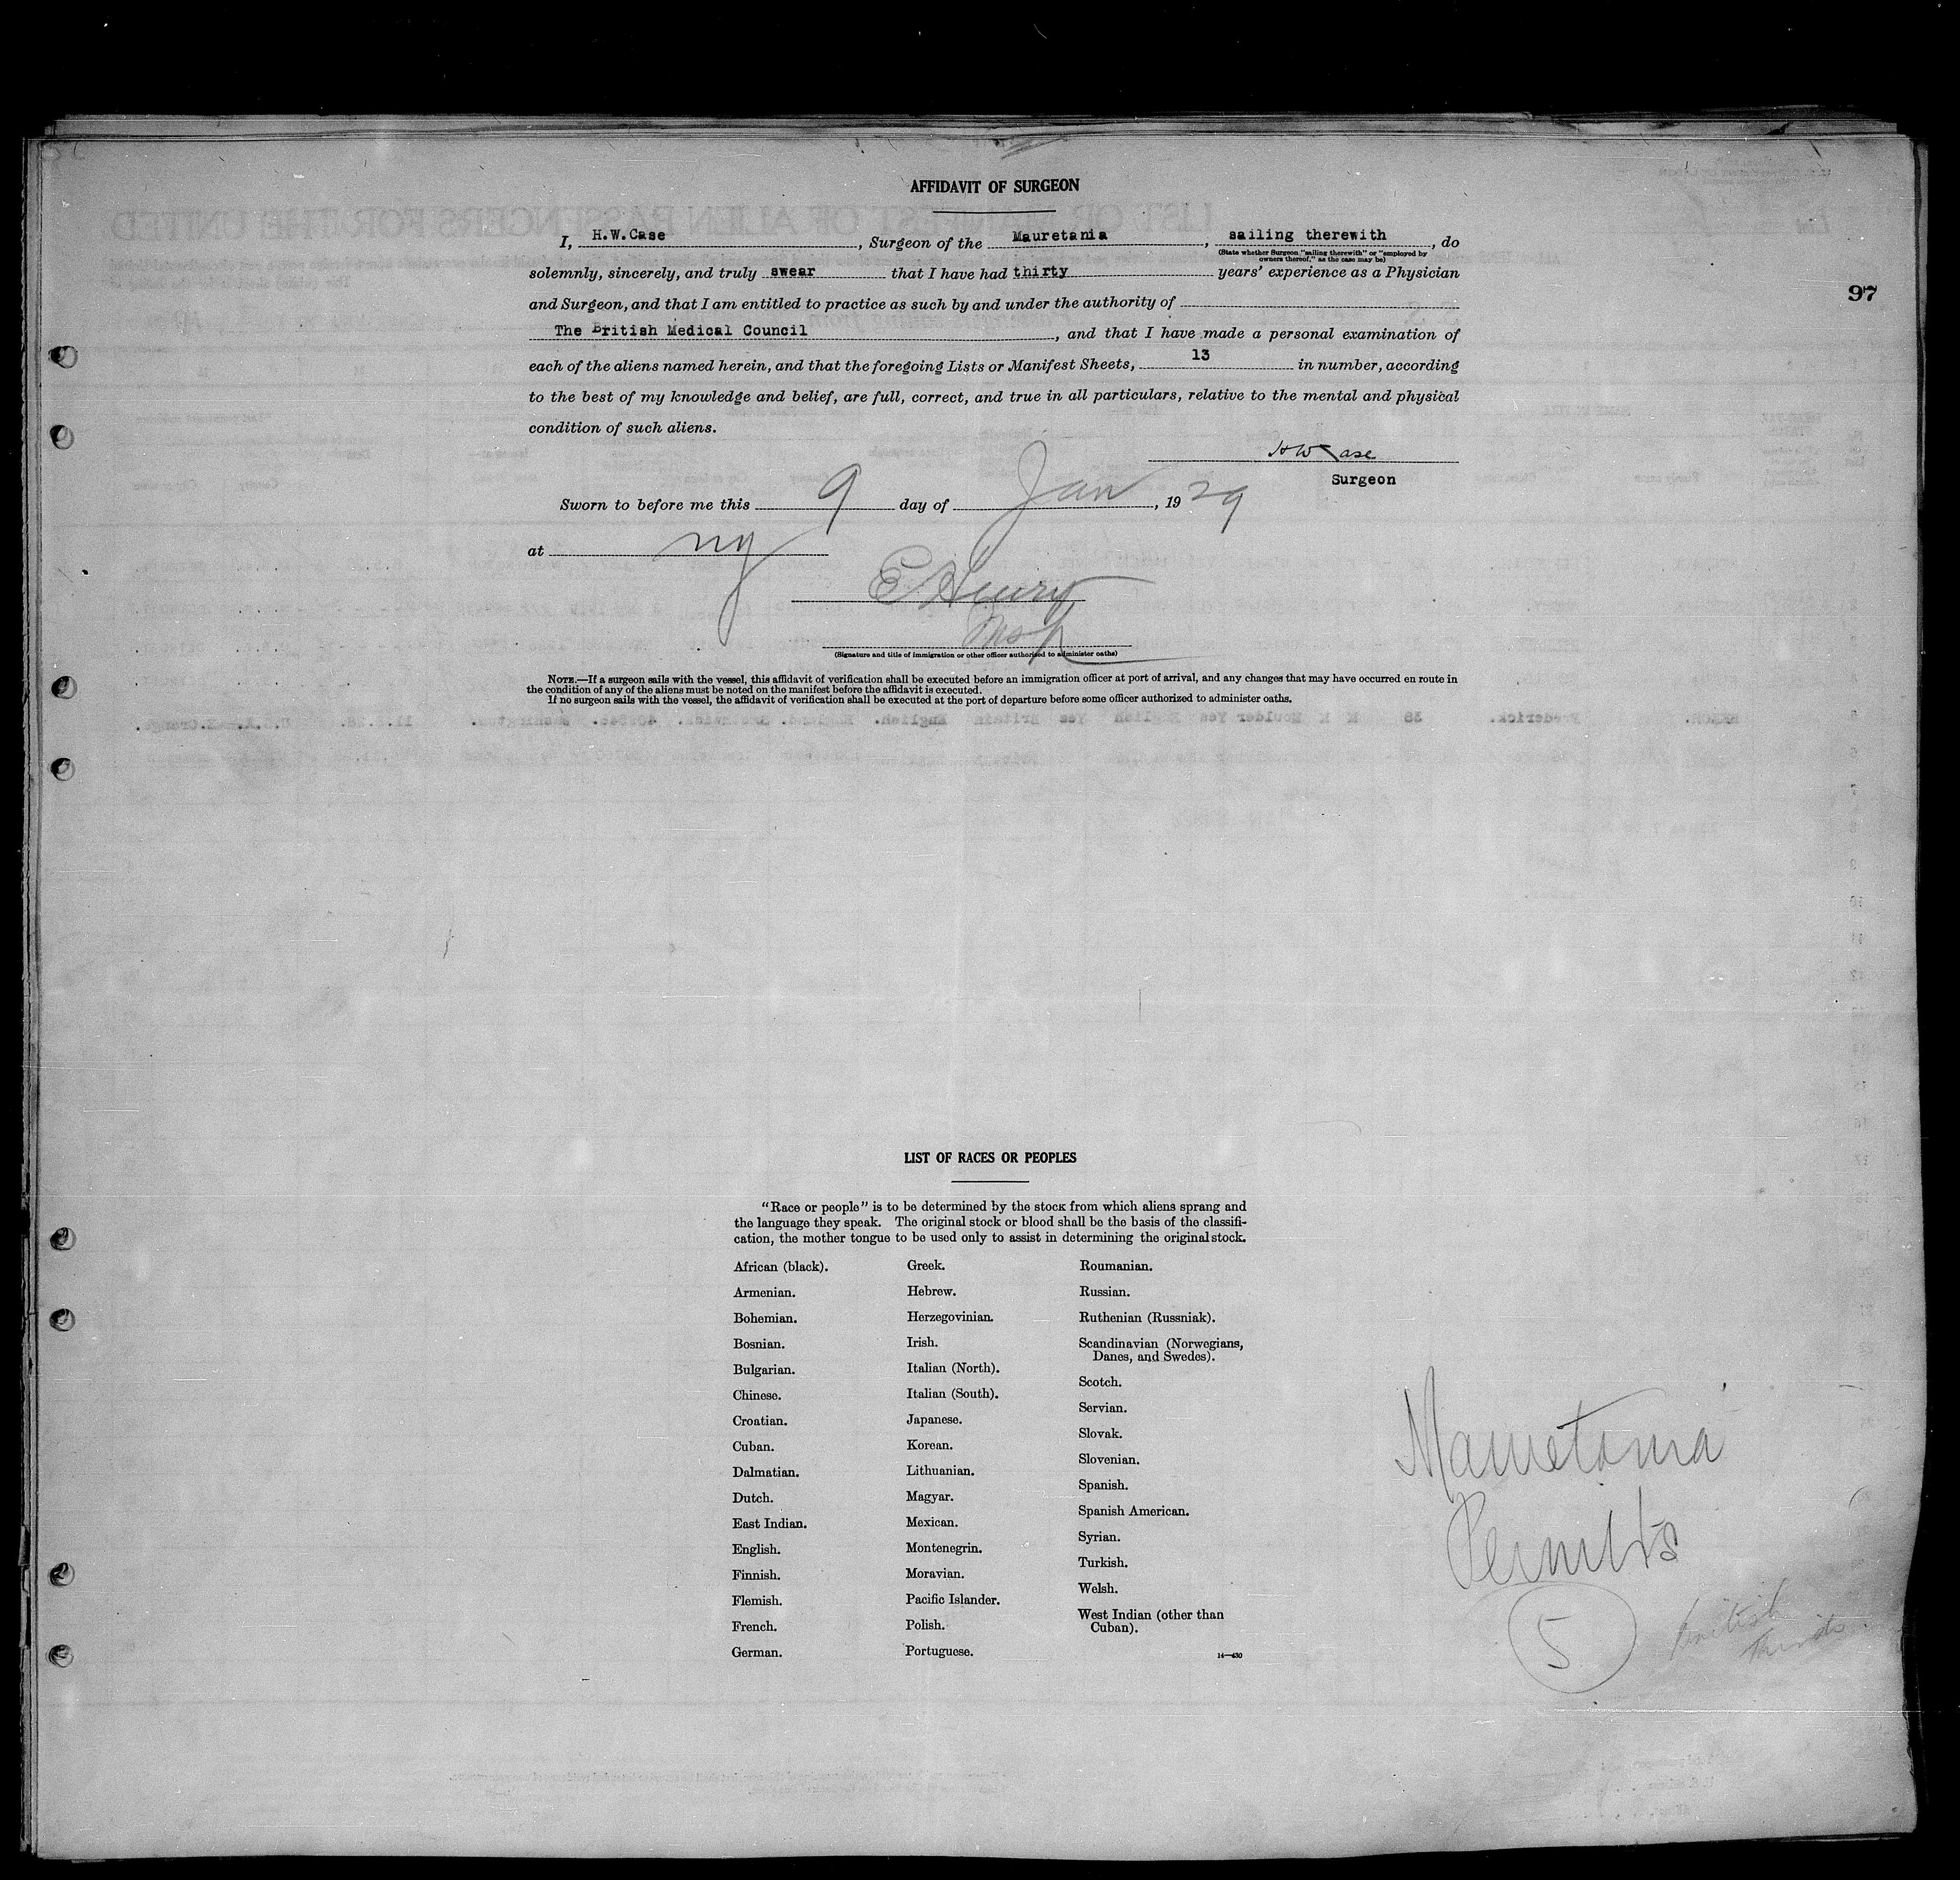 AFFIDAVIT OF SURGEON
I, H.W.Case, Surgeon of the Mauretania, sailing therewith, do
(State whether Surgeon "sailing therewith" or "employed by
owners thereof," as the case may be)
solemnly, sincerely, and truly swear that I have had thirty years' experience as a Physician
97
and Surgeon, and that I am entitled to practice as such by and under the authority of
The British Medical Council, and that I have made a personal examination of
each of the aliens named herein, and that the foregoing Lists or Manifest Sheets, 13 in number, according
to the best of my knowledge and belief, are full, correct, and true in all particulars, relative to the mental and physical
condition of such aliens.
HW Case
Surgeon
Sworn to before me this 9 day of Jan, 1929
at ny
E Henry
Insp
(Signature and title of immigration or other officer authorized to administer oaths)
NOTE.—If a surgeon sails with the vessel, this affidavit of verification shall be executed before an immigration officer at port of arrival, and any changes that may have occurred en route in
the condition of any of the aliens must be noted on the manifest before the affidavit is executed.
If no surgeon sails with the vessel, the affidavit of verification shall be executed at the port of departure before some officer authorized to administer oaths.
LIST OF RACES OR PEOPLES
"Race or people" is to be determined by the stock from which aliens sprang and
the language they speak. The original stock or blood shall be the basis of the classifi-
cation, the mother tongue to be used only to assist in determining the original stock.
African (black).
Armenian.
Bohemian.
Bosnian.
Bulgarian.
Chinese.
Croatian.
Cuban.
Dalmatian.
Dutch.
East Indian.
English.
Finnish.
Flemish.
French.
German.
Greek.
Hebrew.
Herzegovinian.
Irish.
Italian (North).
Italian (South).
Japanese.
Korean.
Lithuanian.
Magyar.
Mexican.
Montenegrin.
Moravian.
Pacific Islander.
Polish.
Portuguese.
Roumanian.
Russian.
Ruthenian (Russniak).
Scandinavian (Norwegians,
Danes, and Swedes).
Scotch.
Servian.
Slovak.
Slovenian.
Spanish.
Spanish American.
Syrian.
Turkish.
Welsh.
West Indian (other than
Cuban).
14—430
Mauretania
Permits
5
british